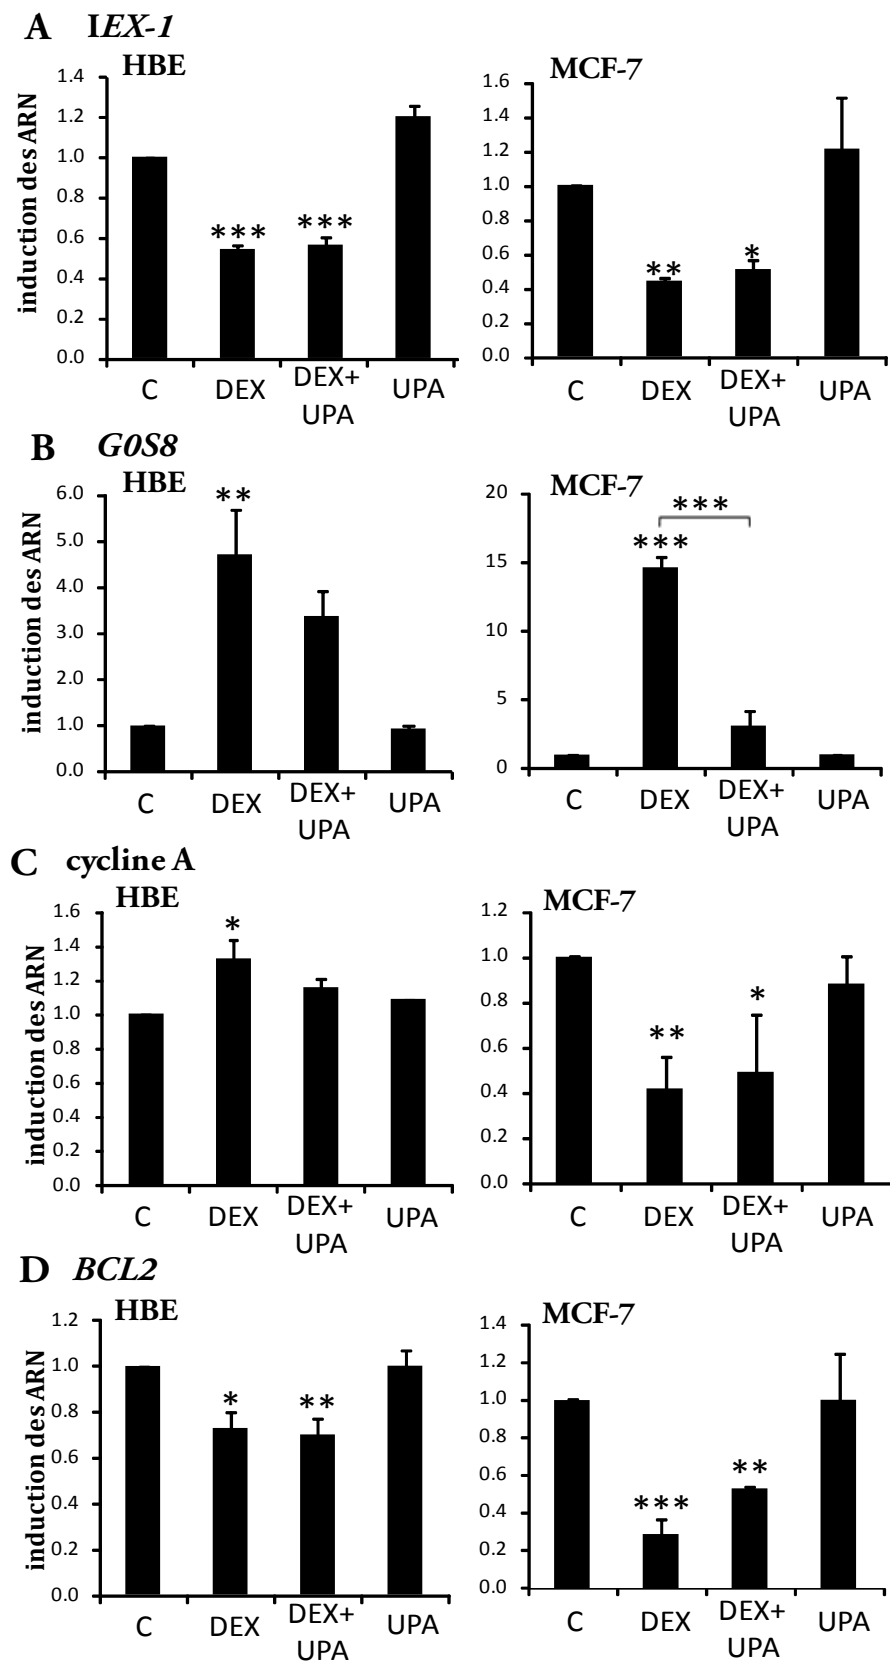 A IEX-1
HBE
MCF-7
induction des ARN
1.4
1.2
1.0
0.8
0.6
0.4
0.2
0.0
***
***
C DEX DEX+ UPA
UPA
1.6
1.4
1.2
1.0
0.8
0.6
0.4
0.2
0.0
**
*
C DEX DEX+ UPA
UPA
B G0S8
HBE
MCF-7
induction des ARN
6.0
5.0
4.0
3.0
2.0
1.0
0.0
**
C DEX DEX+ UPA
UPA
20
15
10
5
0
***
***
C DEX DEX+ UPA
UPA
C cycline A
HBE
MCF-7
induction des ARN
1.6
1.4
1.2
1.0
0.8
0.6
0.4
0.2
0.0
*
C DEX DEX+ UPA
UPA
1.2
1.0
0.8
0.6
0.4
0.2
0.0
**
*
C DEX DEX+ UPA
UPA
D BCL2
HBE
MCF-7
induction des ARN
1.2
1.0
0.8
0.6
0.4
0.2
0.0
*
**
C DEX DEX+ UPA
UPA
1.4
1.2
1.0
0.8
0.6
0.4
0.2
0.0
***
**
C DEX DEX+ UPA
UPA